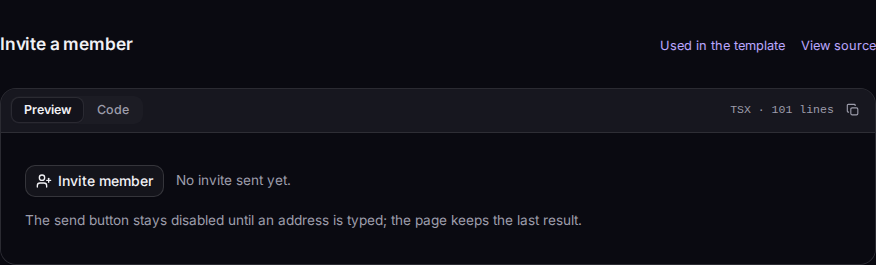 Invite a member
Used in the template View source
Preview Code
TSX · 101 lines
Invite member No invite sent yet.
The send button stays disabled until an address is typed; the page keeps the last result.